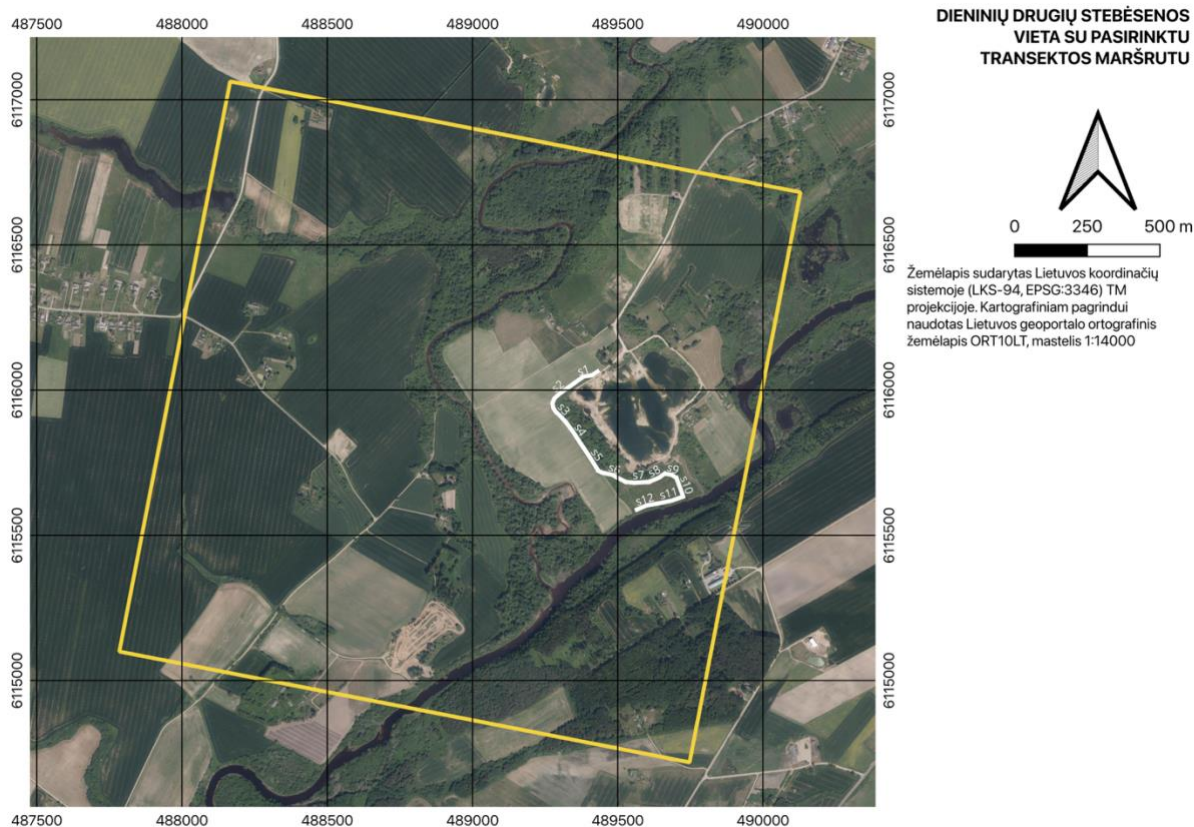 487500 488000 488500 489000 489500 490000
DIENINIŲ DRUGIŲ STEBĖSENOS
VIETA SU PASIRINKTU
TRANSEKTOS MARŠRUTU
6117000 6117000
6116500 6116500
6116000 6116000
6115500 6115500
6115000 6115000
0 250 500 m
Žemėlapis sudarytas Lietuvos koordinačių
sistemoje (LKS-94, EPSG:3346) TM
projekcijoje. Kartografiniam pagrindui
naudotas Lietuvos geoportalo ortografinis
žemėlapis ORT10LT, mastelis 1:14000
s1
s2
s3
s4
s5
s6
s7
s8
s9
s10
s11
s12
487500 488000 488500 489000 489500 490000